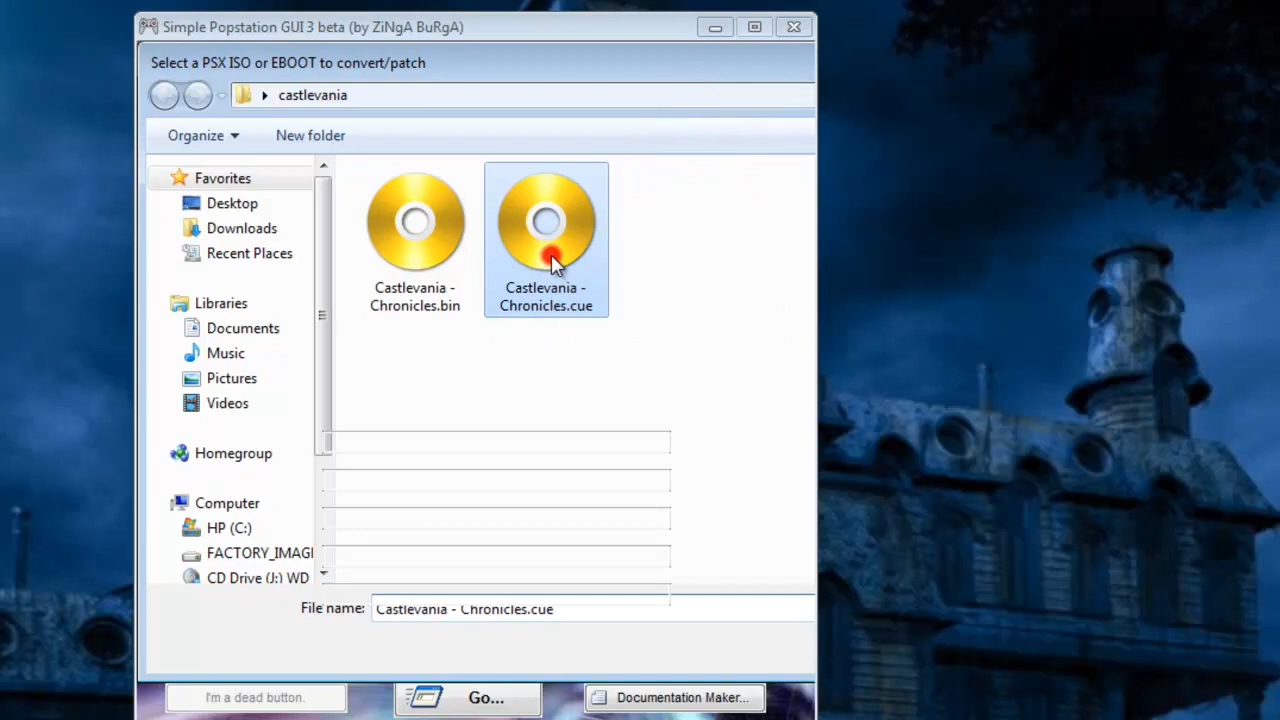 Simple Popstation GUI 3 beta (by ZiNgA BuRgA)
Select a PSX ISO or EBOOT to convert/patch
castlevania
Organize
New folder
Favorites
Desktop
Downloads
Recent Places
Libraries
Documents
Music
Pictures
Videos
Homegroup
Computer
HP (C:)
FACTORY_IMAG
CD Drive (J:) WD
Castlevania -
Chronicles.bin
Castlevania -
Chronicles.cue
File name:
Castlevania - Chronicles.cue
I'm a dead button.
Go...
Documentation Maker...